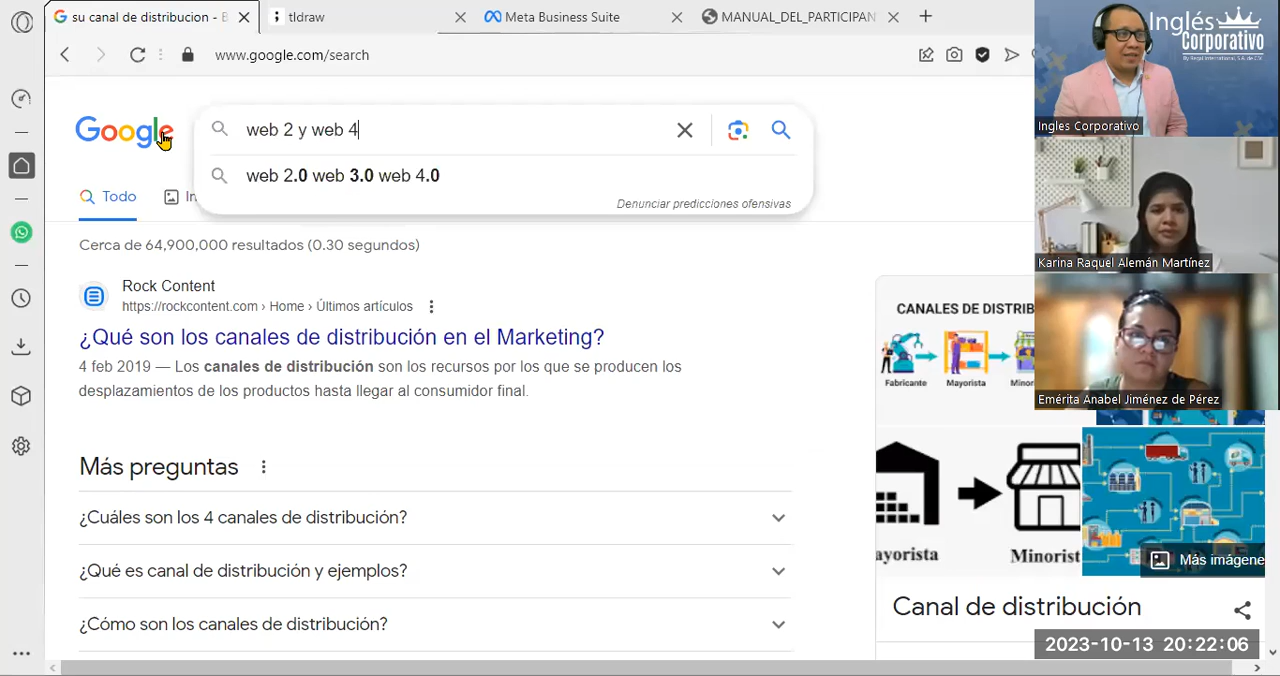 su canal de distribucion - B
tldraw
Meta Business Suite
MANUAL_DEL_PARTICIPAN
www.google.com/search
Google
web 2 y web 4
web 2.0 web 3.0 web 4.0
Denunciar predicciones ofensivas
Todo
Im
Cerca de 64,900,000 resultados (0.30 segundos)
Rock Content
https://rockcontent.com › Home › Últimos artículos
¿Qué son los canales de distribución en el Marketing?
4 feb 2019 — Los canales de distribución son los recursos por los que se producen los
desplazamientos de los productos hasta llegar al consumidor final.
Más preguntas
¿Cuáles son los 4 canales de distribución?
¿Qué es canal de distribución y ejemplos?
¿Cómo son los canales de distribución?
CANALES DE DISTRIB
Fabricante
Mayorista
Minor
ayorista
Minorist
Más imágene
Canal de distribución
Inglés
Corporativo
Ingles Corporativo
Karina Raquel Alemán Martínez
Emérita Anabel Jiménez de Pérez
2023-10-13 20:22:06